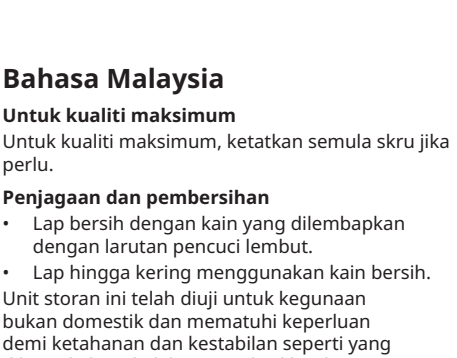 Bahasa Malaysia
Untuk kualiti maksimum
Untuk kualiti maksimum, ketatkan semula skru jika
perlu.
Penjagaan dan pembersihan
• Lap bersih dengan kain yang dilembapkan
dengan larutan pencuci lembut.
• Lap hingga kering menggunakan kain bersih.
Unit storan ini telah diuji untuk kegunaan
bukan domestik dan mematuhi keperluan
demi ketahanan dan kestabilan seperti yang